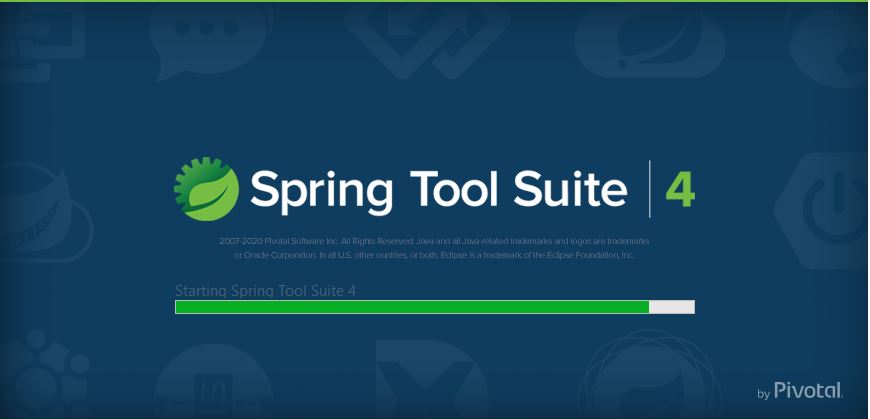 Spring Tool Suite | 4
2007-2020 Pivotal Software Inc. All Rights Reserved. Java and all Java-related trademarks and logos are trademarks
or Oracle Corporation. In all U.S. other ountries, or both. Eclipse is a trademark of the Eclipse Foundation, Inc.
Starting Spring Tool Suite 4
by Pivotal.